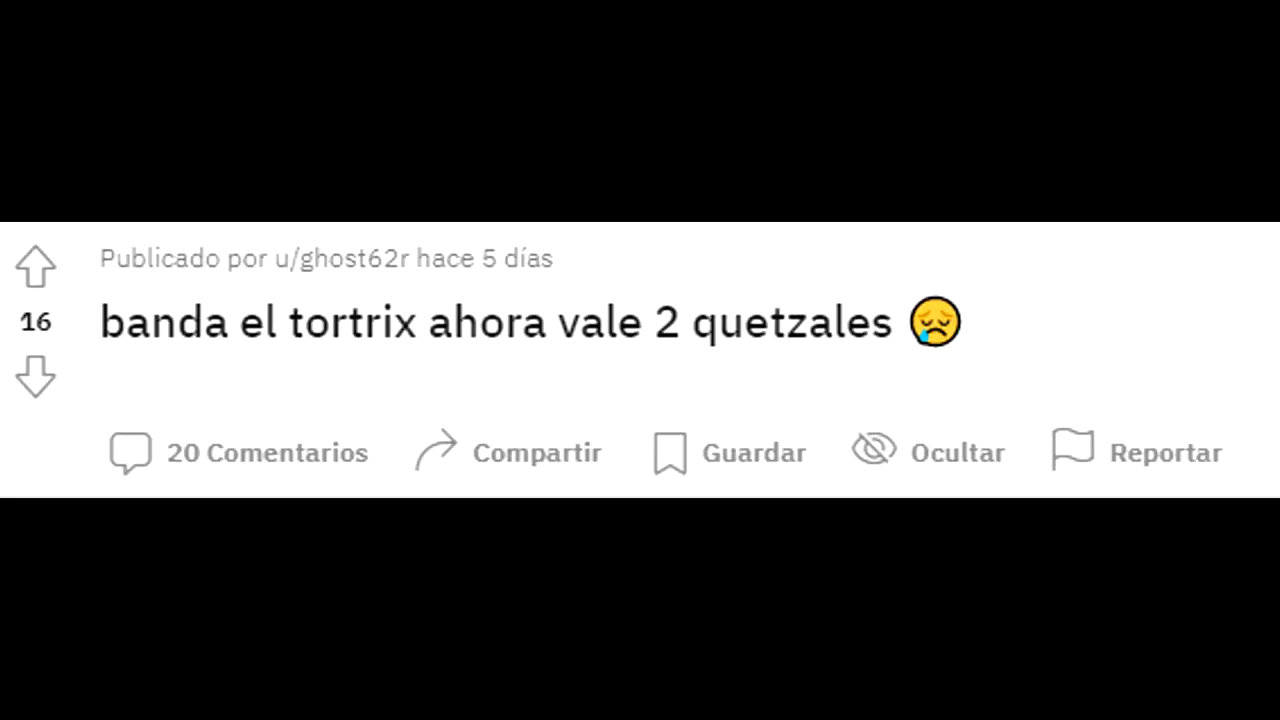 Publicado por u/ghost62r hace 5 días
16
banda el tortrix ahora vale 2 quetzales 😢
20 Comentarios Compartir Guardar Ocultar Reportar